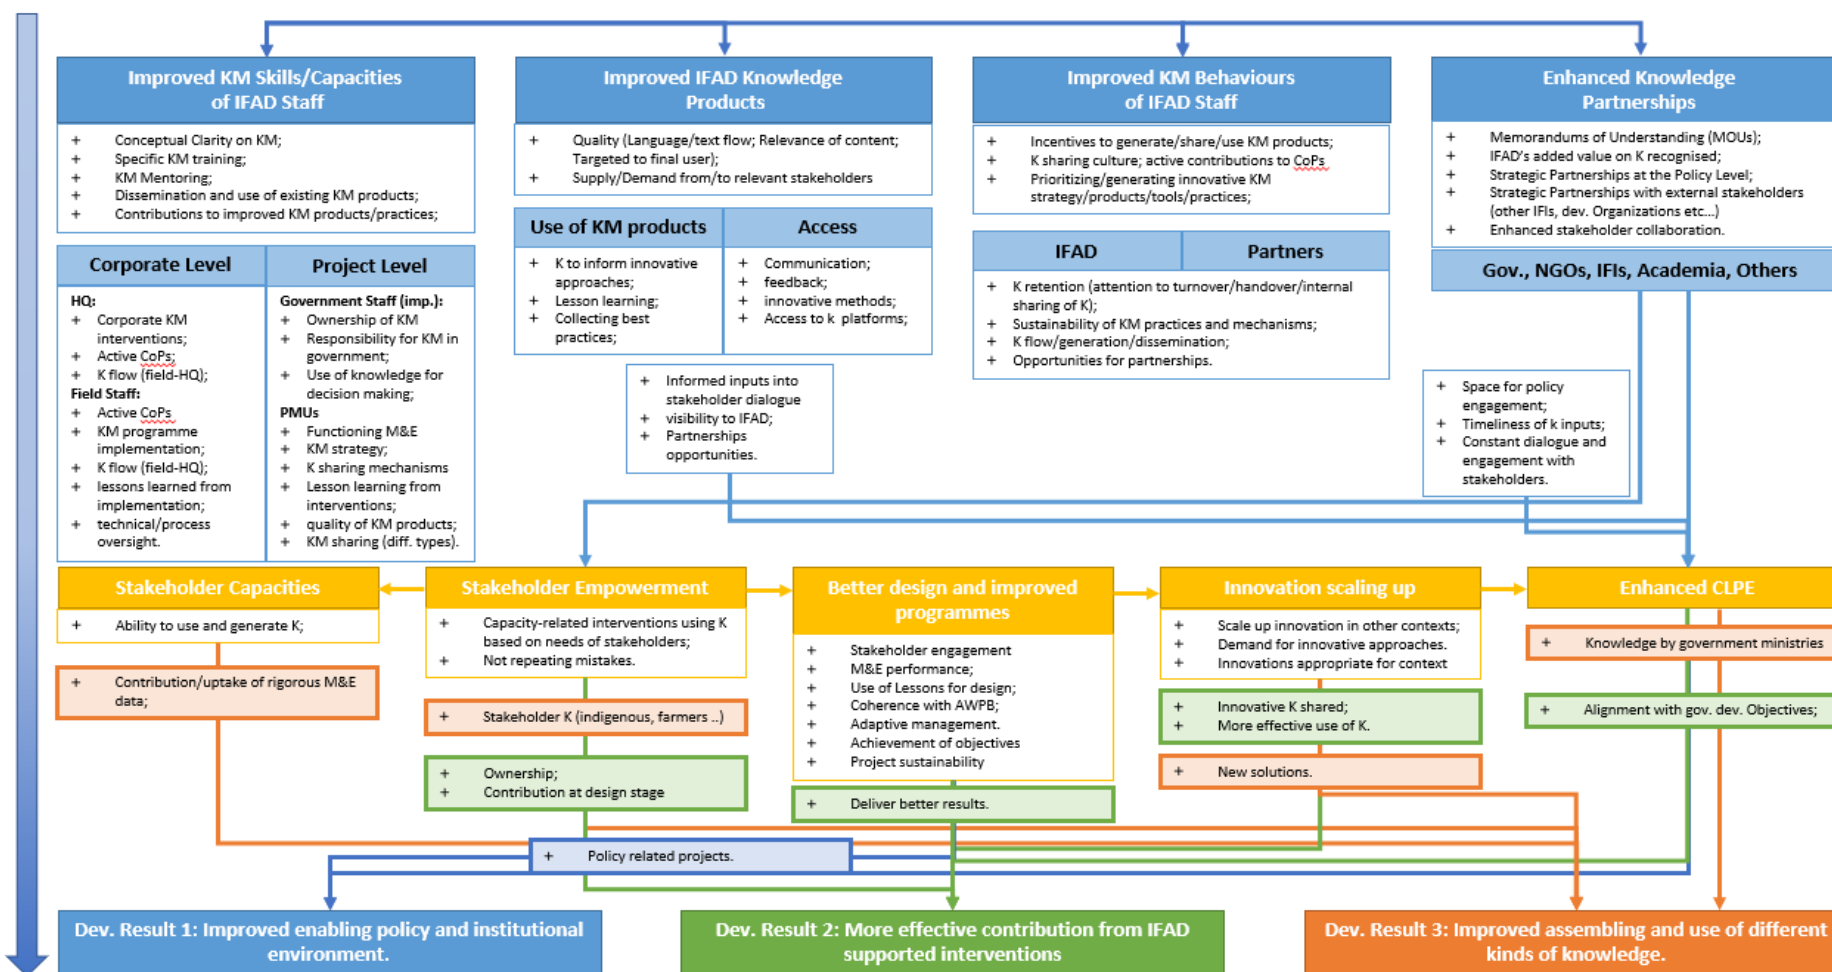 Improved KM Skills/Capacities
of IFAD Staff
+ Conceptual Clarity on KM;
+ Specific KM training;
+ KM Mentoring;
+ Dissemination and use of existing KM products;
+ Contributions to improved KM products/practices;
Corporate Level
HQ:
+ Corporate KM
interventions;
+ Active CoPs;
+ K flow (field-HQ);
Field Staff:
+ Active CoPs
+ KM programme
implementation;
+ K flow (field-HQ);
+ lessons learned from
implementation;
+ technical/process
oversight.
Project Level
Government Staff (imp.):
+ Ownership of KM
+ Responsibility for KM in
government;
+ Use of knowledge for
decision making;
PMUs
+ Functioning M&E
+ KM strategy;
+ K sharing mechanisms
+ Lesson learning from
interventions;
+ quality of KM products;
+ KM sharing (diff. types).
Improved IFAD Knowledge
Products
+ Quality (Language/text flow; Relevance of content;
Targeted to final user);
+ Supply/Demand from/to relevant stakeholders
Use of KM products
+ K to inform innovative
approaches;
+ Lesson learning;
+ Collecting best
practices;
Access
+ Communication;
+ feedback;
+ innovative methods;
+ Access to k platforms;
+ Informed inputs into
stakeholder dialogue
+ visibility to IFAD;
+ Partnerships
opportunities.
Improved KM Behaviours
of IFAD Staff
+ Incentives to generate/share/use KM products;
+ K sharing culture; active contributions to CoPs
+ Prioritizing/generating innovative KM
strategy/products/tools/practices;
IFAD
Partners
+ K retention (attention to turnover/handover/internal
sharing of K);
+ Sustainability of KM practices and mechanisms;
+ K flow/generation/dissemination;
+ Opportunities for partnerships.
Enhanced Knowledge
Partnerships
+ Memorandums of Understanding (MOUs);
+ IFAD's added value on K recognised;
+ Strategic Partnerships at the Policy Level;
+ Strategic Partnerships with external stakeholders
(other IFIs, dev. Organizations etc...)
+ Enhanced stakeholder collaboration.
Gov., NGOs, IFIs, Academia, Others
+ Space for policy
engagement;
+ Timeliness of k inputs;
+ Constant dialogue and
engagement with
stakeholders.
Stakeholder Capacities
+ Ability to use and generate K;
+ Contribution/uptake of rigorous M&E
data;
Stakeholder Empowerment
+ Capacity-related interventions using K
based on needs of stakeholders;
+ Not repeating mistakes.
+ Stakeholder K (indigenous, farmers ..)
+ Ownership;
+ Contribution at design stage
Better design and improved
programmes
+ Stakeholder engagement
+ M&E performance;
+ Use of Lessons for design;
+ Coherence with AWPB;
+ Adaptive management.
+ Achievement of objectives
+ Project sustainability
+ Deliver better results.
Innovation scaling up
+ Scale up innovation in other contexts;
+ Demand for innovative approaches.
+ Innovations appropriate for context
+ Innovative K shared;
+ More effective use of K.
+ New solutions.
Enhanced CLPE
+ Knowledge by government ministries
+ Alignment with gov. dev. Objectives;
+ Policy related projects.
Dev. Result 1: Improved enabling policy and institutional
environment.
Dev. Result 2: More effective contribution from IFAD
supported interventions
Dev. Result 3: Improved assembling and use of different
kinds of knowledge.